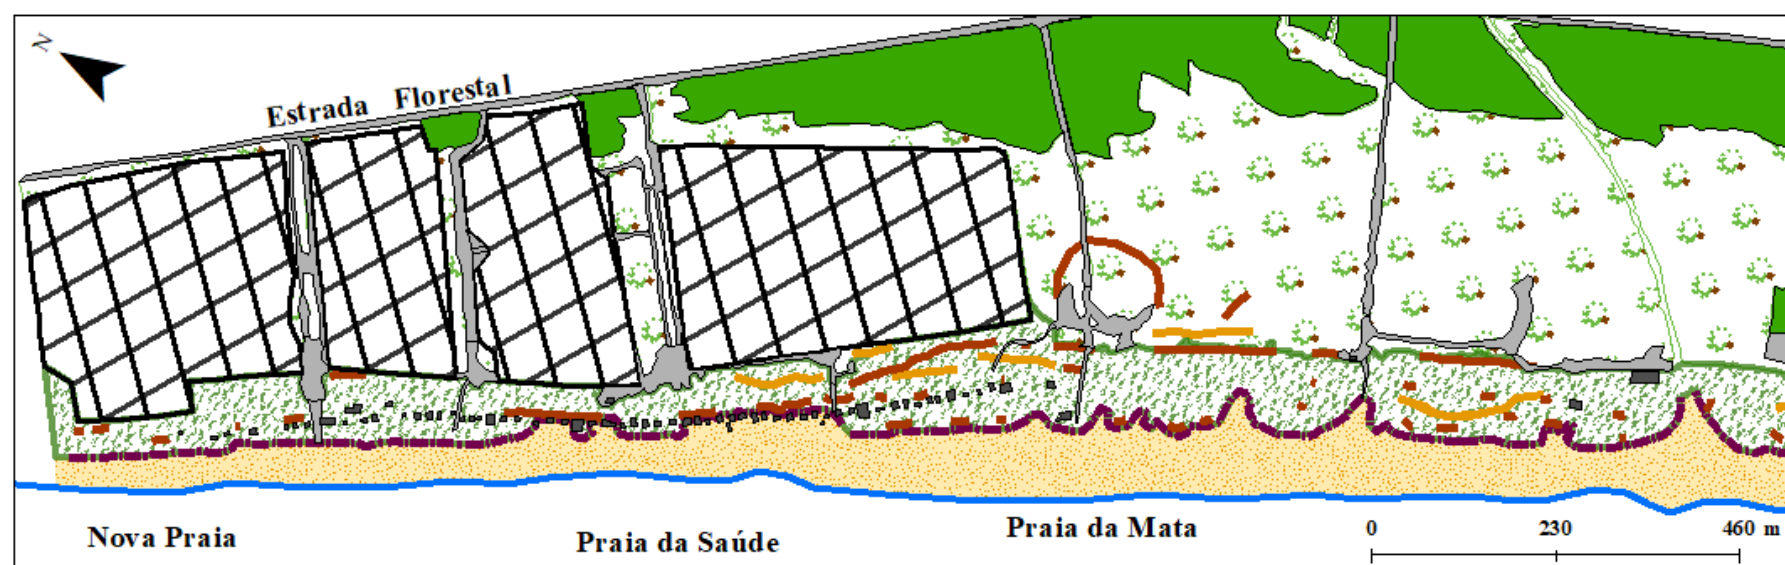 N
Estrada Florestal
Nova Praia
Praia da Saúde
Praia da Mata
0 230 460 m